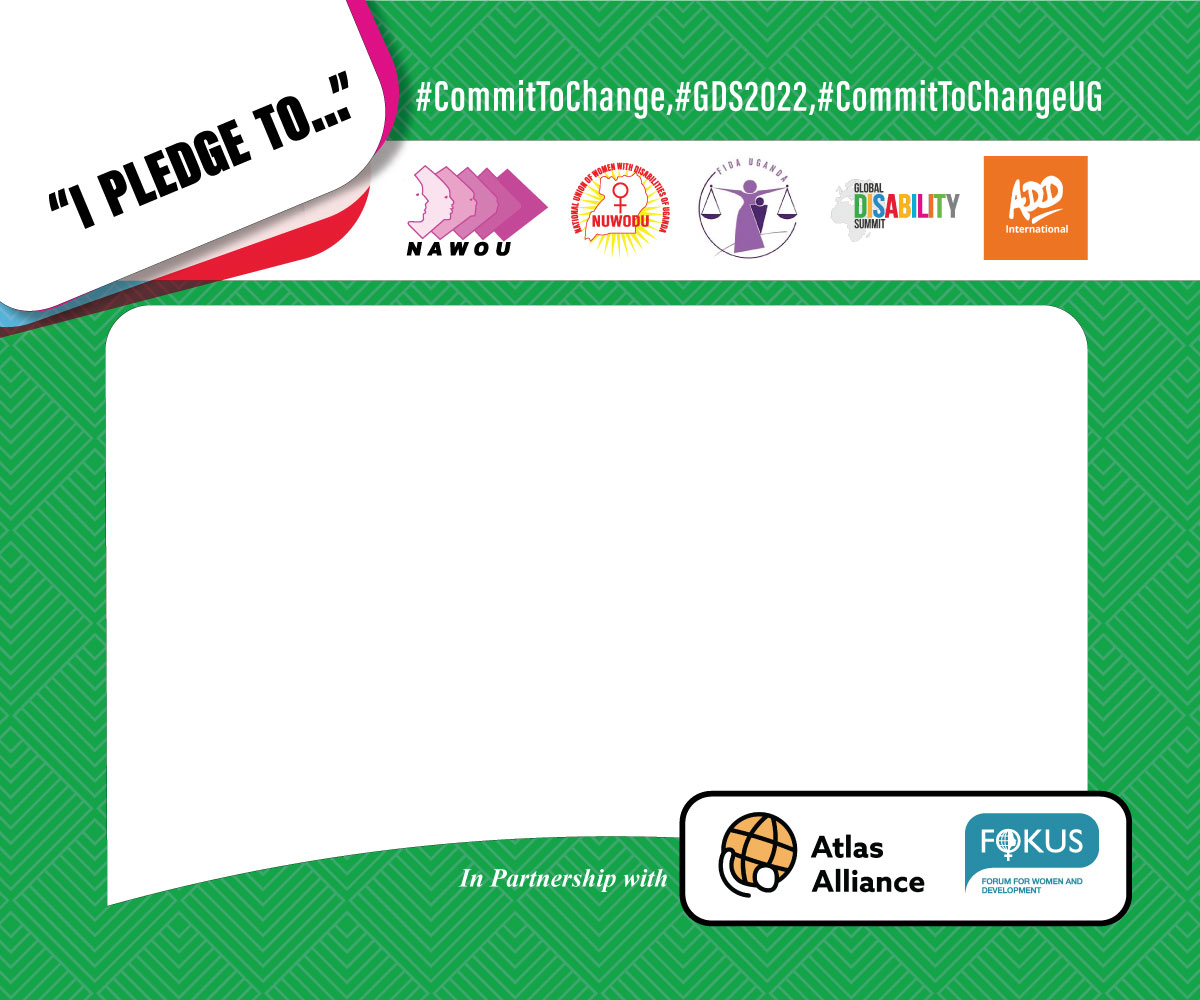 “I PLEDGE TO...”
#CommitToChange,#GDS2022,#CommitToChangeUG
NAWOU
NATIONAL UNION OF WOMEN WITH DISABILITIES OF UGANDA
NUWODU
FIDA UGANDA
GLOBAL
DISABILITY
SUMMIT
ADD
International
In Partnership with
Atlas
Alliance
FOKUS
FORUM FOR WOMEN AND
DEVELOPMENT